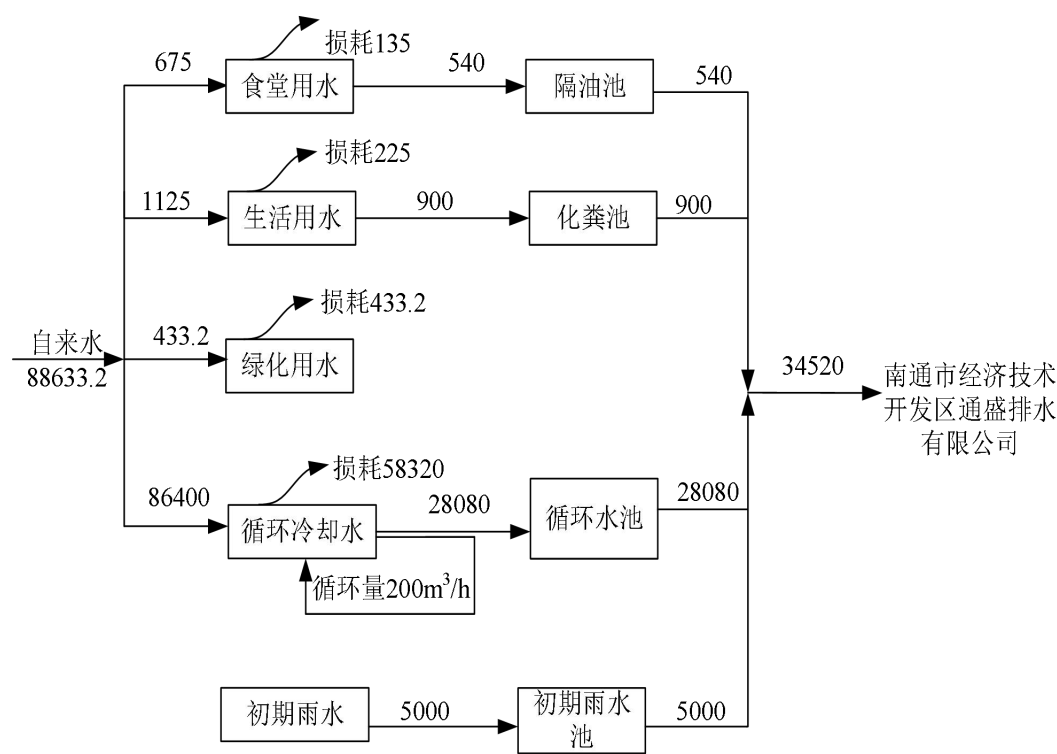 损耗135
675
食堂用水
540
隔油池
540
损耗225
1125
生活用水
900
化粪池
900
损耗433.2
自来水
88633.2
433.2
绿化用水
34520
南通市经济技术
开发区通盛排水
有限公司
损耗58320
86400
循环冷却水
28080
循环水池
28080
循环量200m³/h
初期雨水
5000
初期雨水
池
5000